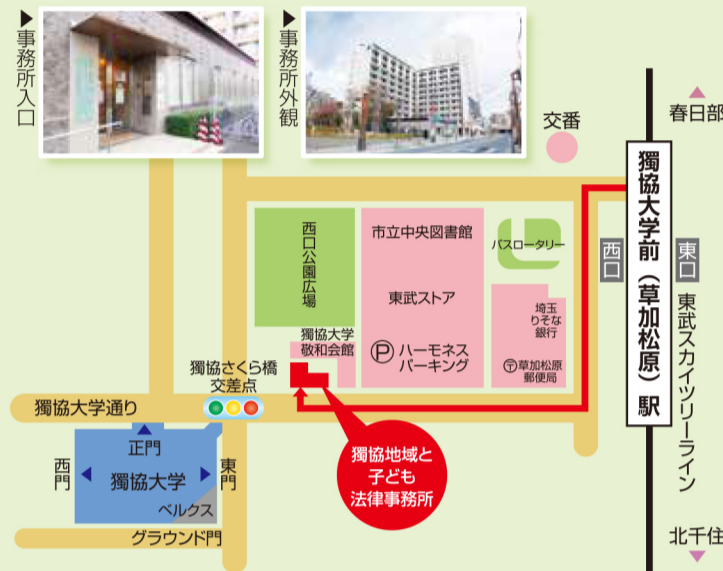 ▶事務所入口
▶事務所外観
交番
春日部
獨協大学前（草加松原）駅
西口
東口
東武スカイツリーライン
北千住
西口公園広場
市立中央図書館
東武ストア
Ⓟ ハーモネス
パーキング
バスロータリー
埼玉
りそな
銀行
〒草加松原
郵便局
獨協大学
敬和会館
獨協さくら橋
交差点
獨協大学通り
獨協地域と
子ども
法律事務所
正門
西門
獨協大学
東門
ベルクス
グラウンド門